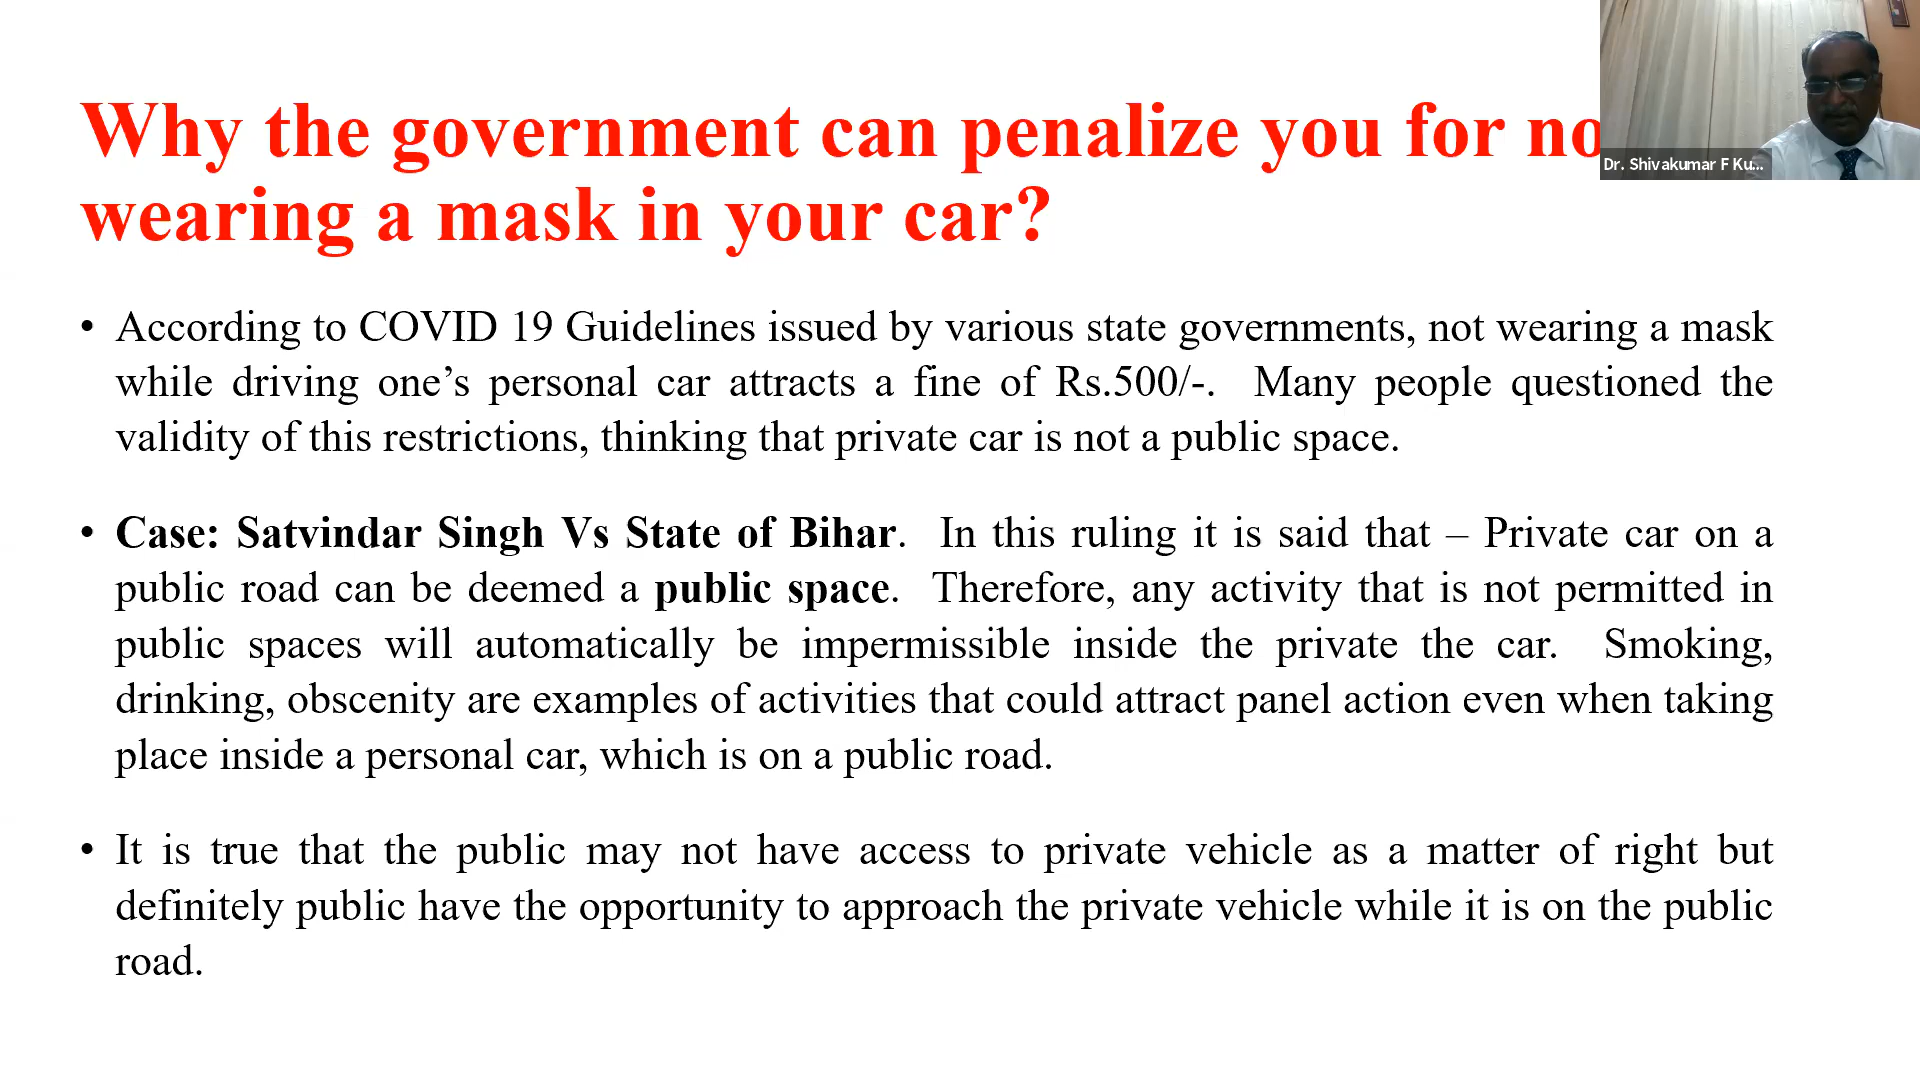 Why the government can penalize you for no
wearing a mask in your car?
Dr. Shivakumar F Ku...
• According to COVID 19 Guidelines issued by various state governments, not wearing a mask
while driving one’s personal car attracts a fine of Rs.500/-. Many people questioned the
validity of this restrictions, thinking that private car is not a public space.
• Case: Satvindar Singh Vs State of Bihar. In this ruling it is said that – Private car on a
public road can be deemed a public space. Therefore, any activity that is not permitted in
public spaces will automatically be impermissible inside the private the car. Smoking,
drinking, obscenity are examples of activities that could attract panel action even when taking
place inside a personal car, which is on a public road.
• It is true that the public may not have access to private vehicle as a matter of right but
definitely public have the opportunity to approach the private vehicle while it is on the public
road.